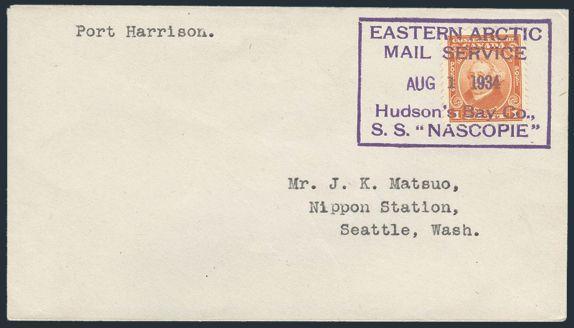 Port Harrison.
EASTERN ARCTIC
MAIL SERVICE
AUG 1 1934
Hudson's Bay Co.,
S. S. "NASCOPIE"
Mr. J. K. Matsuo,
Nippon Station,
Seattle, Wash.